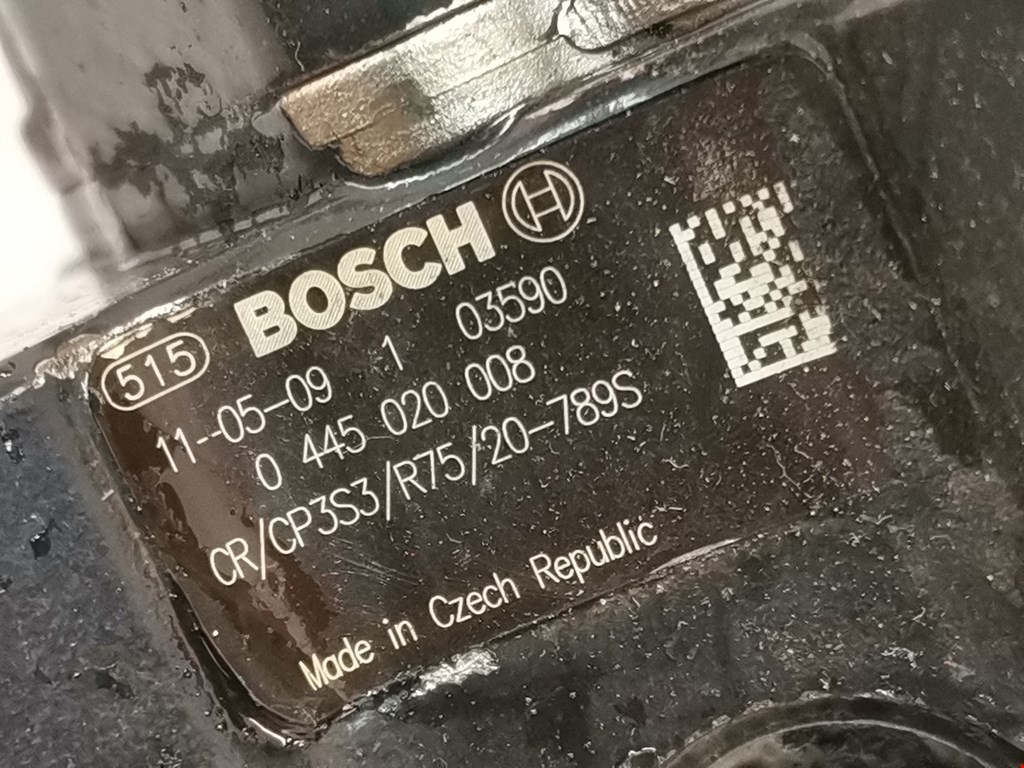 BOSCH
515
11-05-09 1 03590
0 445 020 008
CR/CP3S3/R75/20-789S
Made in Czech Republic